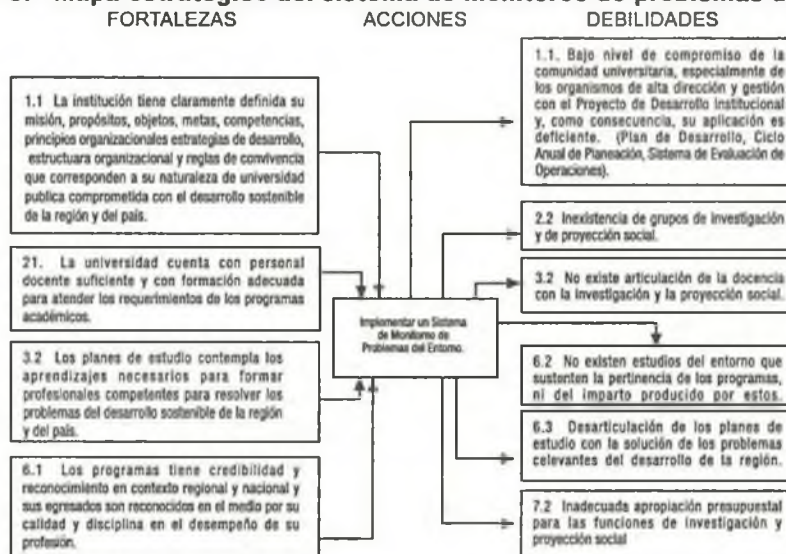 FORTALEZAS
ACCIONES
DEBILIDADES
1.1 La institución tiene claramente definida su
misión, propósitos, objetos, metas, competencias,
principios organizacionales estrategias de desarrollo,
estructuara organizacional y reglas de convivencia
que corresponden a su naturaleza de universidad
publica comprometida con el desarrollo sostenible
de la región y del país.
21. La universidad cuenta con personal
docente suficiente y con formación adecuada
para atender los requerimientos de los programas
académicos.
3.2 Los planes de estudio contempla los
aprendizajes necesarios para formar
profesionales competentes para resolver los
problemas del desarrollo sostenible de la región
y del país.
6.1 Los programas tiene credibilidad y
reconocimiento en contexto regional y nacional y
sus egresados son reconocidos en el medio por su
calidad y disciplina en el desempeño de su
profesión.
Implementar un Sistema
de Monitoreo de
Problemas del Entorno.
1.1. Bajo nivel de compromiso de la
comunidad universitaria, especialmente de
los organismos de alta dirección y gestión
con el Proyecto de Desarrollo Institucional
y, como consecuencia, su aplicación es
deficiente. (Plan de Desarrollo, Ciclo
Anual de Planeación, Sistema de Evaluación de
Operaciones).
2.2 Inexistencia de grupos de investigación
y de proyección social.
3.2 No existe articulación de la docencia
con la investigación y la proyección social.
6.2 No existen estudios del entorno que
sustenten la pertinencia de los programas,
ni del imparto producido por estos.
6.3 Desarticulación de los planes de
estudio con la solución de los problemas
celevantes del desarrollo de la región.
7.2 Inadecuada apropiación presupuestal
para las funciones de investigación y
proyección social